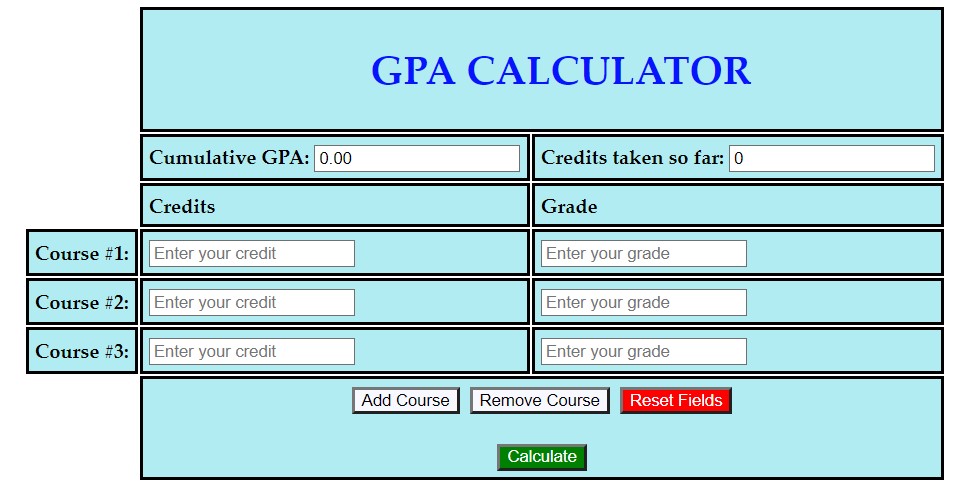 GPA CALCULATOR
Cumulative GPA: 0.00 Credits taken so far: 0
Credits Grade
Course #1: Enter your credit Enter your grade
Course #2: Enter your credit Enter your grade
Course #3: Enter your credit Enter your grade
Add Course Remove Course Reset Fields
Calculate